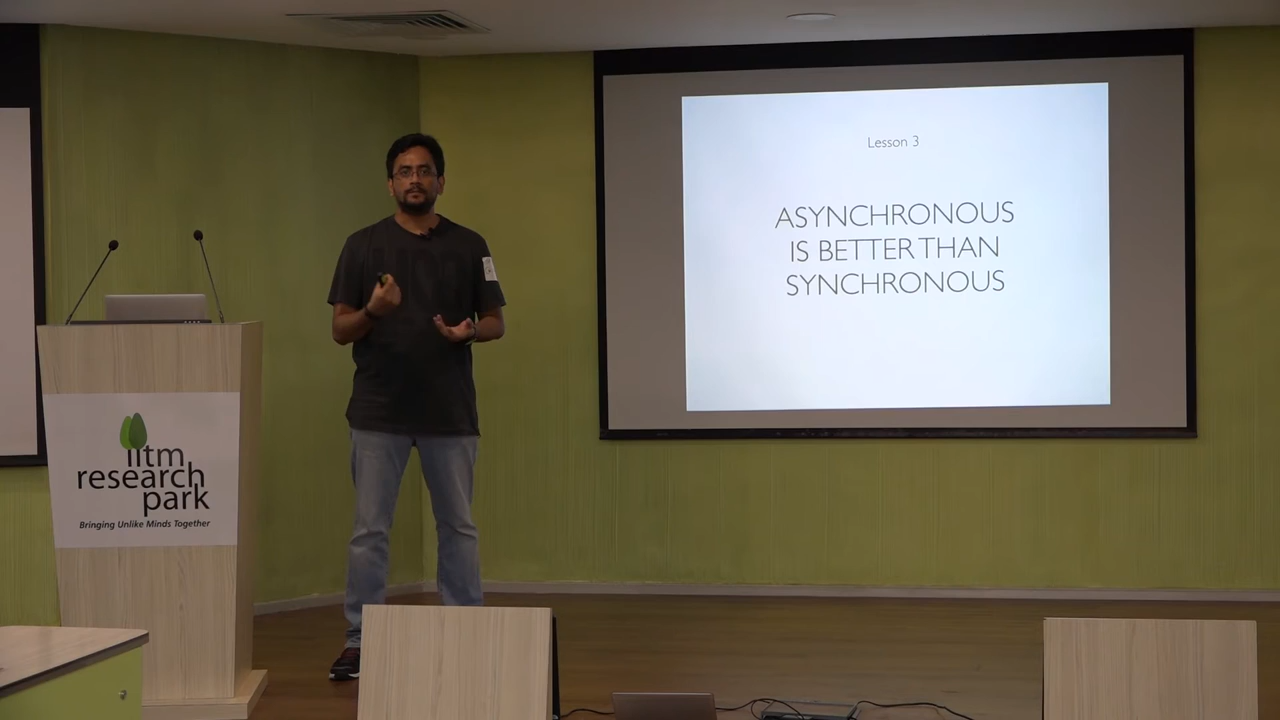 Lesson 3
ASYNCHRONOUS
IS BETTER THAN
SYNCHRONOUS
iitm
research
park
Bringing Unlike Minds Together